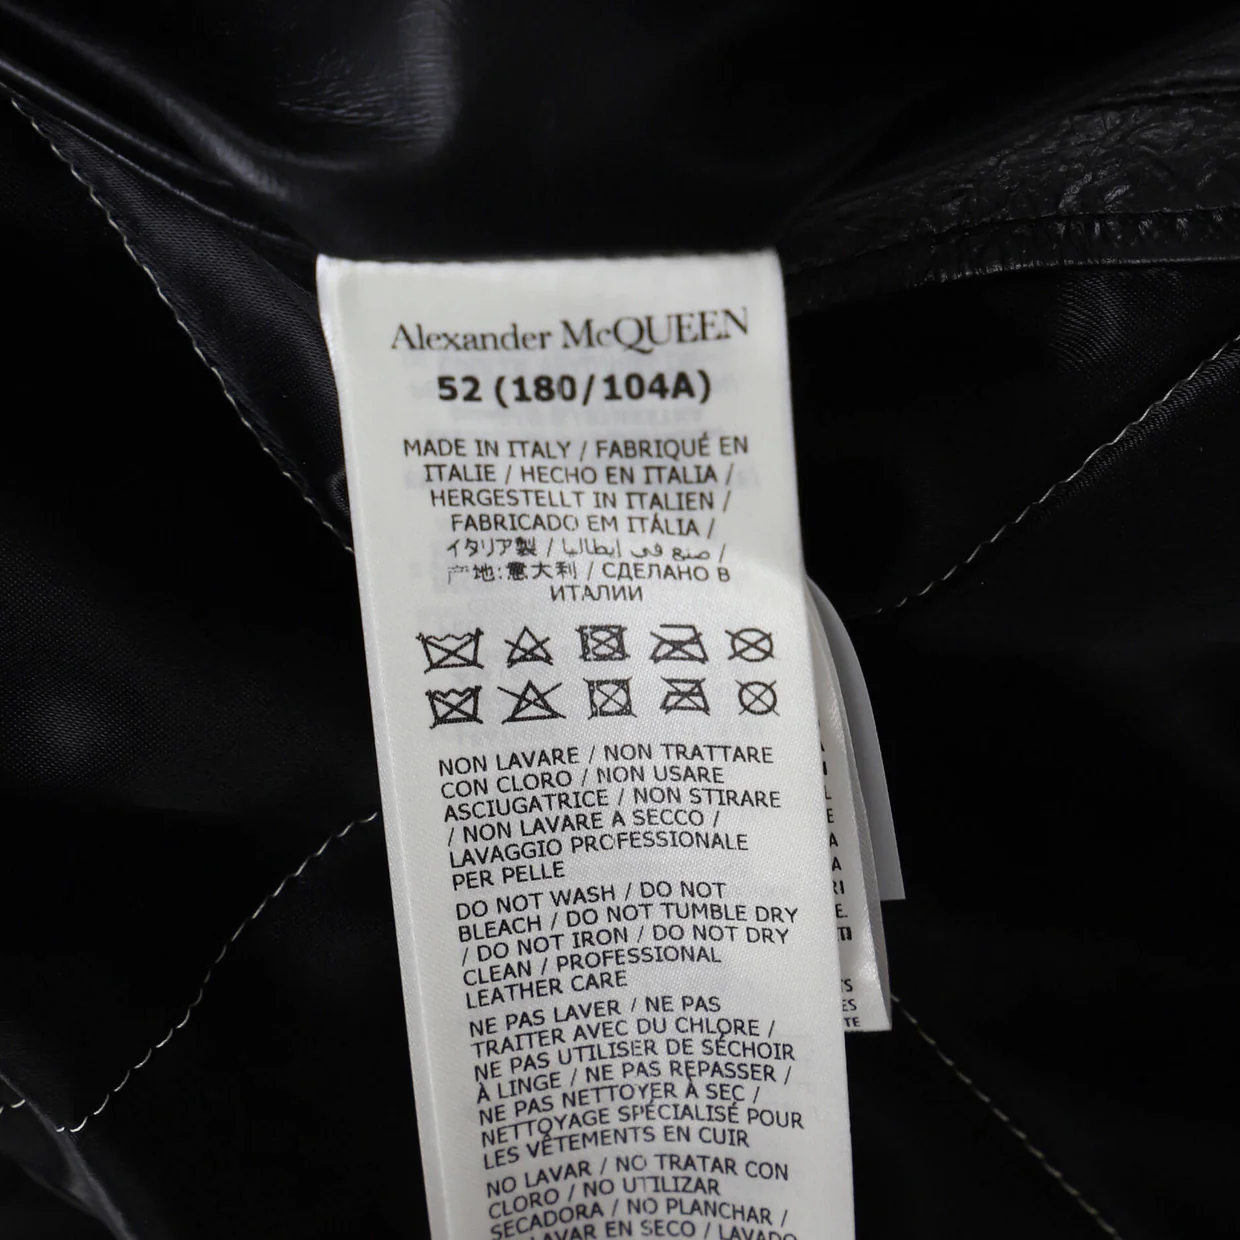 Alexander McQUEEN
52 (180/104A)
MADE IN ITALY / FABRIQUÉ EN
ITALIE / HECHO EN ITALIA /
HERGESTELLT IN ITALIEN /
FABRICADO EM ITÁLIA /
イタリア製 / صنع في إيطاليا /
产地:意大利 / СДЕЛАНО В
ИТАЛИИ
NON LAVARE / NON TRATTARE
CON CLORO / NON USARE
ASCIUGATRICE / NON STIRARE
/ NON LAVARE A SECCO /
LAVAGGIO PROFESSIONALE
PER PELLE
DO NOT WASH / DO NOT
BLEACH / DO NOT TUMBLE DRY
/ DO NOT IRON / DO NOT DRY
CLEAN / PROFESSIONAL
LEATHER CARE
NE PAS LAVER / NE PAS
TRAITER AVEC DU CHLORE /
NE PAS UTILISER DE SÉCHOIR
À LINGE / NE PAS REPASSER /
NE PAS NETTOYER À SEC /
NETTOYAGE SPÉCIALISÉ POUR
LES VÊTEMENTS EN CUIR
NO LAVAR / NO TRATAR CON
CLORO / NO UTILIZAR
SECADORA / NO PLANCHAR /
LAVAR EN SECO / LAVADO